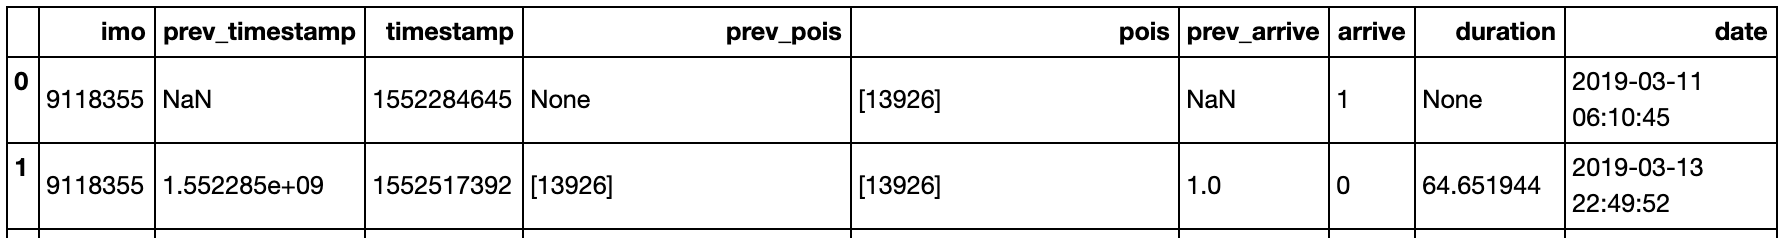 imo prev_timestamp timestamp prev_pois pois prev_arrive arrive duration date
0 9118355 NaN 1552284645 None [13926] NaN 1 None 2019-03-11
06:10:45
1 9118355 1.552285e+09 1552517392 [13926] [13926] 1.0 0 64.651944 2019-03-13
22:49:52